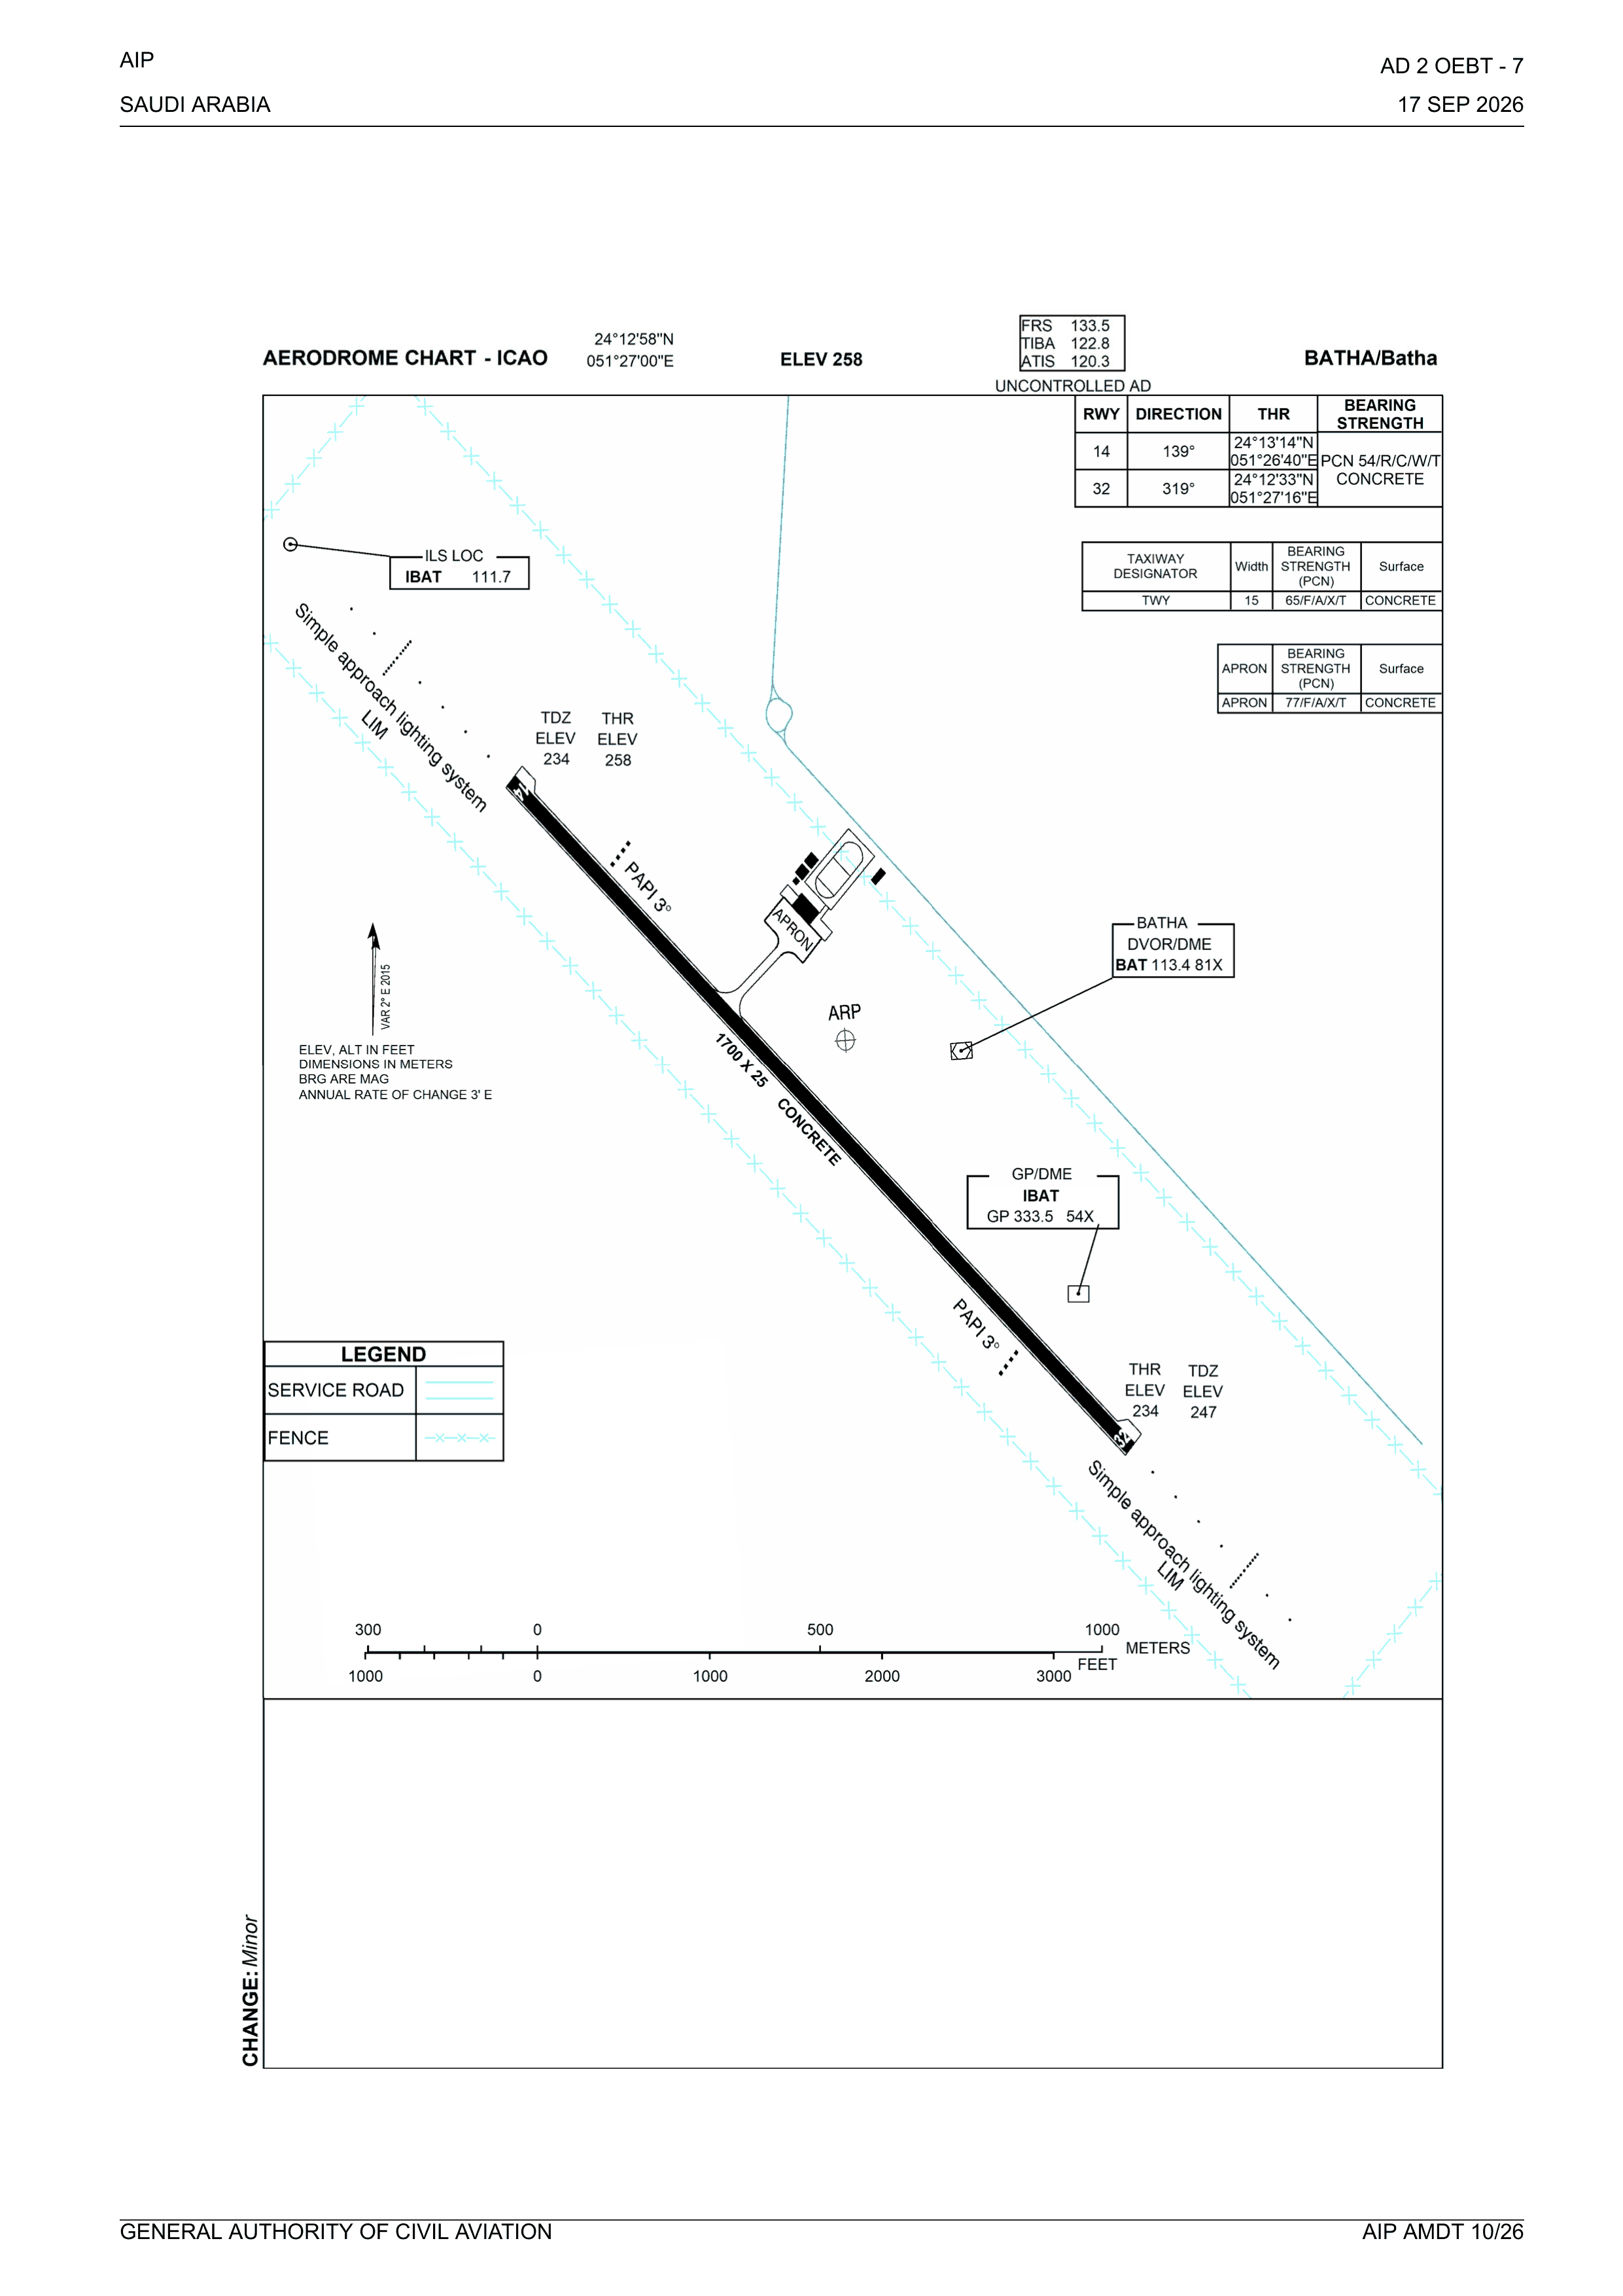 AIP
AD 2 OEBT - 7
SAUDI ARABIA
17 SEP 2026
AERODROME CHART - ICAO
24°12'58"N
051°27'00"E
ELEV 258
FRS 133.5
TIBA 122.8
ATIS 120.3
UNCONTROLLED AD
BATHA/Batha
RWY DIRECTION THR BEARING STRENGTH
14 139° 24°13'14"N 051°26'40"E PCN 54/R/C/W/T CONCRETE
32 319° 24°12'33"N 051°27'16"E
TAXIWAY DESIGNATOR Width BEARING STRENGTH (PCN) Surface
TWY 15 65/F/A/X/T CONCRETE
APRON BEARING STRENGTH (PCN) Surface
APRON 77/F/A/X/T CONCRETE
ILS LOC
IBAT 111.7
Simple approach lighting system
LIM
TDZ ELEV 234
THR ELEV 258
14
PAPI 3°
APRON
BATHA
DVOR/DME
BAT 113.4 81X
ARP
VAR 2° E 2015
ELEV, ALT IN FEET
DIMENSIONS IN METERS
BRG ARE MAG
ANNUAL RATE OF CHANGE 3' E
1700 X 25 CONCRETE
GP/DME
IBAT
GP 333.5 54X
PAPI 3°
THR ELEV 234
TDZ ELEV 247
32
Simple approach lighting system
LIM
LEGEND
SERVICE ROAD
FENCE
300 0 500 1000
METERS
FEET
1000 0 1000 2000 3000
CHANGE: Minor
GENERAL AUTHORITY OF CIVIL AVIATION
AIP AMDT 10/26